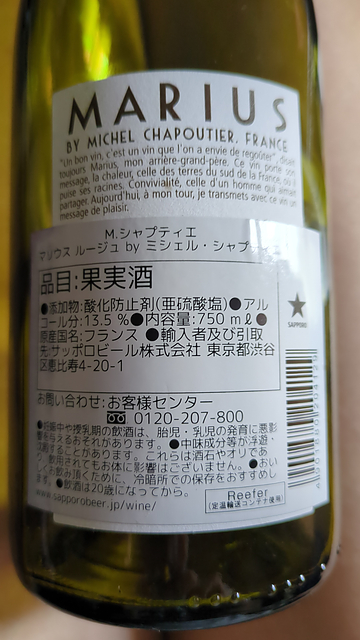 MARIUS
BY MICHEL CHAPOUTIER, FRANCE
"Un bon vin, c'est un vin que l'on a envie de regoûter", disait
toujours Marius, mon arrière-grand-père. Ce vin porte son
message, la chaleur, celle des terres du sud de la France, où il
puise ses racines. Convivialité, celle d'un homme qui aimait
partager. Aujourd'hui, à mon tour, je transmets avec ce vin un
message de plaisir.
M.シャプティエ
マリウス ルージュ by ミシェル・シャプティエ
品目:果実酒
●添加物:酸化防止剤(亜硫酸塩)●アル
コール分:13.5 %●内容量:750 mℓ●
原産国名:フランス ●輸入者及び引取
先:サッポロビール株式会社 東京都渋谷
区恵比寿4-20-1
SAPPORO
お問い合わせ:お客様センター
0120-207-800
●妊娠中や授乳期の飲酒は、胎児・乳児の発育に悪影
響を与えるおそれがあります。●中味成分等が浮遊・
沈殿することがあります。これらは酒石やオリであ
り、飲用されてもお体に影響はございません。●おい
しくお飲み頂くために、冷暗所での保存をおすすめし
ます。●飲酒は20歳になってから。
www.sapporobeer.jp/wine/
Reefer
(定温輸送コンテナ使用)